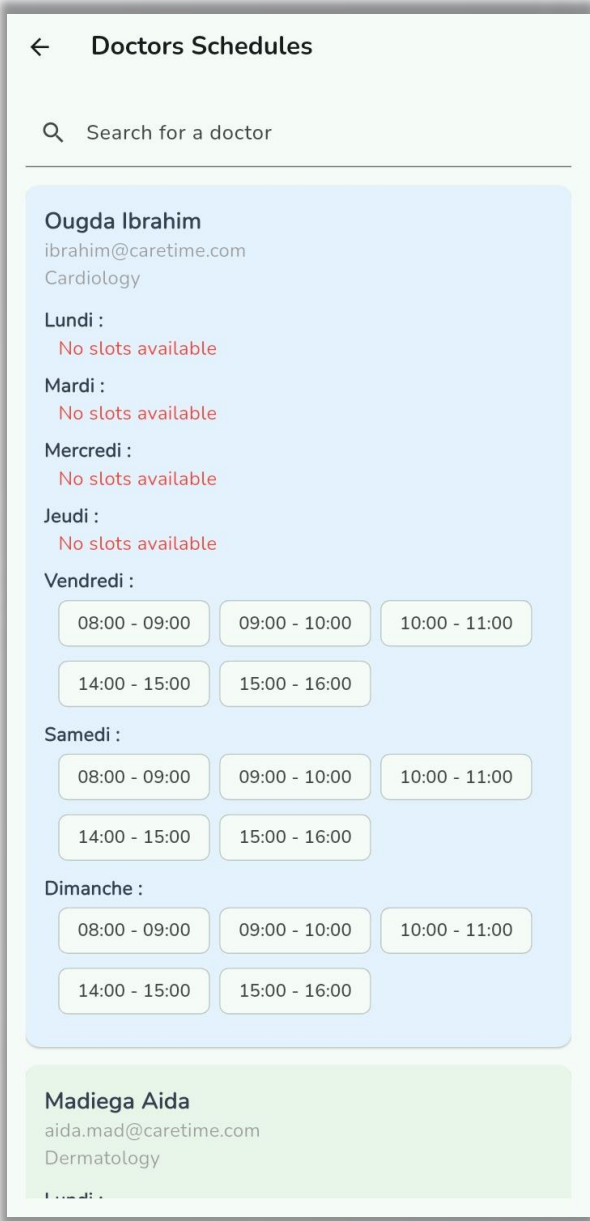 Doctors Schedules
Search for a doctor
Ougda Ibrahim
ibrahim@caretime.com
Cardiology
Lundi :
No slots available
Mardi :
No slots available
Mercredi :
No slots available
Jeudi :
No slots available
Vendredi :
08:00 - 09:00 09:00 - 10:00 10:00 - 11:00
14:00 - 15:00 15:00 - 16:00
Samedi :
08:00 - 09:00 09:00 - 10:00 10:00 - 11:00
14:00 - 15:00 15:00 - 16:00
Dimanche :
08:00 - 09:00 09:00 - 10:00 10:00 - 11:00
14:00 - 15:00 15:00 - 16:00
Madiega Aida
aida.mad@caretime.com
Dermatology
Lundi :